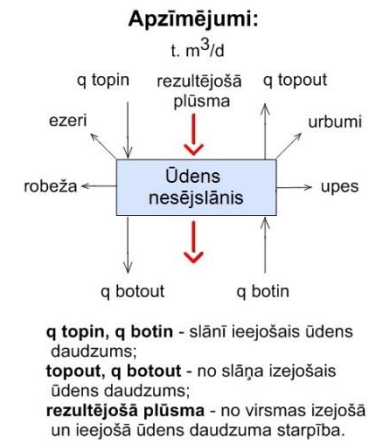 Apzīmējumi:
t. m³/d
q topin
rezultējošā
plūsma
q topout
ezeri
urbumi
robeža
Ūdens
nesējslānis
upes
q botout
q botin
q topin, q botin - slānī ieejošais ūdens
daudzums;
topout, q botout - no slāņa izejošais
ūdens daudzums;
rezultējošā plūsma - no virsmas izejošā
un ieejošā ūdens daudzuma starpība.